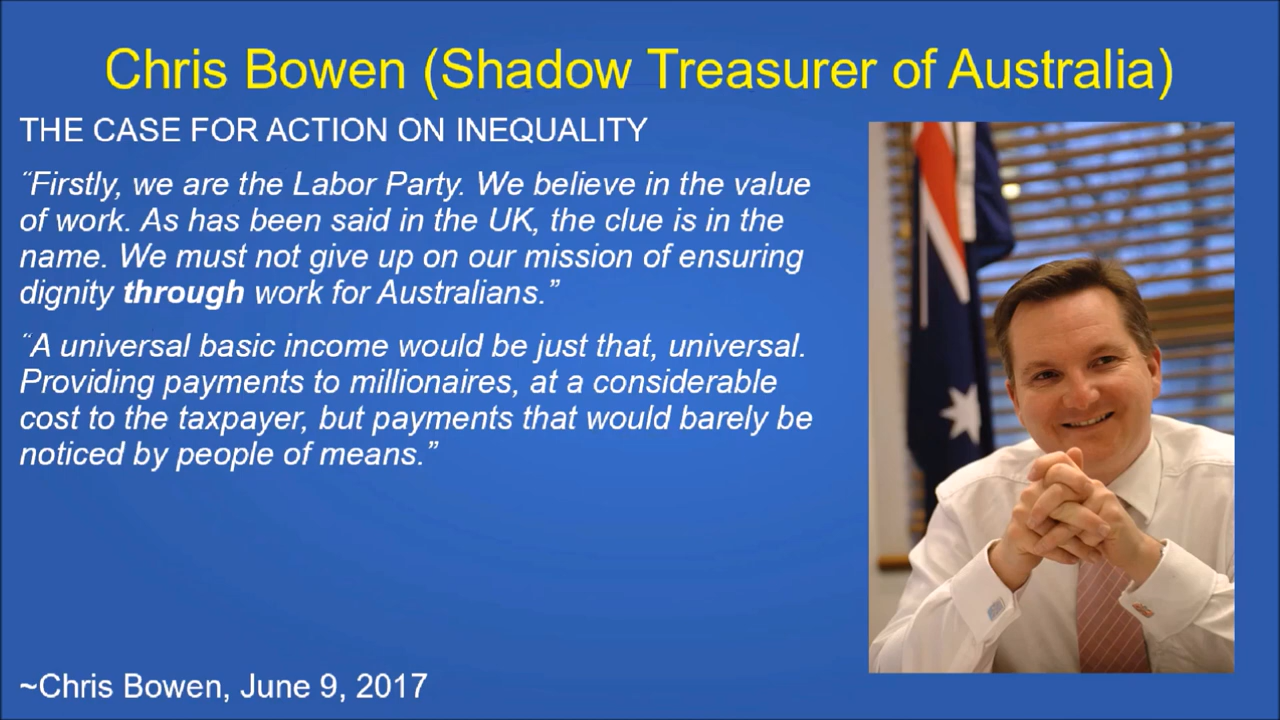 Chris Bowen (Shadow Treasurer of Australia)
THE CASE FOR ACTION ON INEQUALITY
“Firstly, we are the Labor Party. We believe in the value
of work. As has been said in the UK, the clue is in the
name. We must not give up on our mission of ensuring
dignity through work for Australians.”
“A universal basic income would be just that, universal.
Providing payments to millionaires, at a considerable
cost to the taxpayer, but payments that would barely be
noticed by people of means.”
~Chris Bowen, June 9, 2017